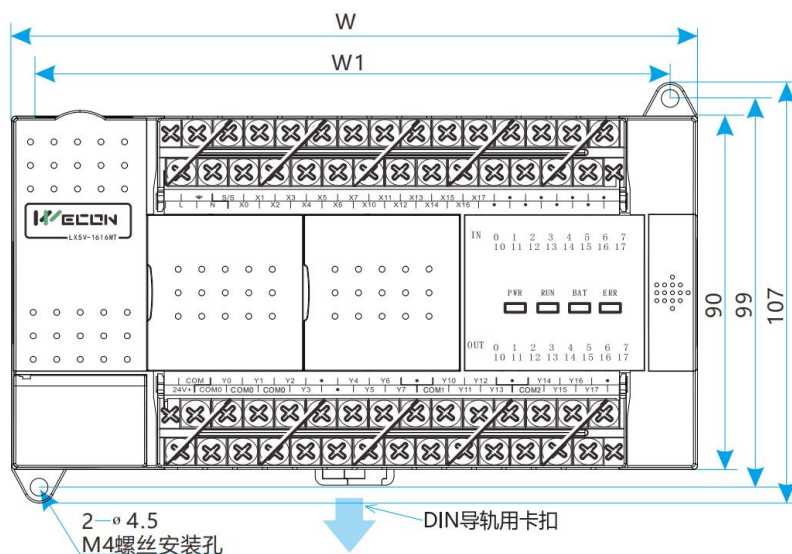 W
W1
⏚ S/S X1 X3 X5 X7 X11 X13 X15 X17 • • • •
L N X0 X2 X4 X6 X10 X12 X14 X16 • • • •
WECON
LX5V-1616MT
IN 0 1 2 3 4 5 6 7
10 11 12 13 14 15 16 17
PWR RUN BAT ERR
OUT 0 1 2 3 4 5 6 7
10 11 12 13 14 15 16 17
90
99
107
COM Y0 Y1 Y2 • Y4 Y6 • Y10 Y12 • Y14 Y16 •
24V+ COM0 COM0 COM0 Y3 • Y5 Y7 COM1 Y11 Y13 COM2 Y15 Y17
2—ø 4.5
M4螺丝安装孔
DIN导轨用卡扣